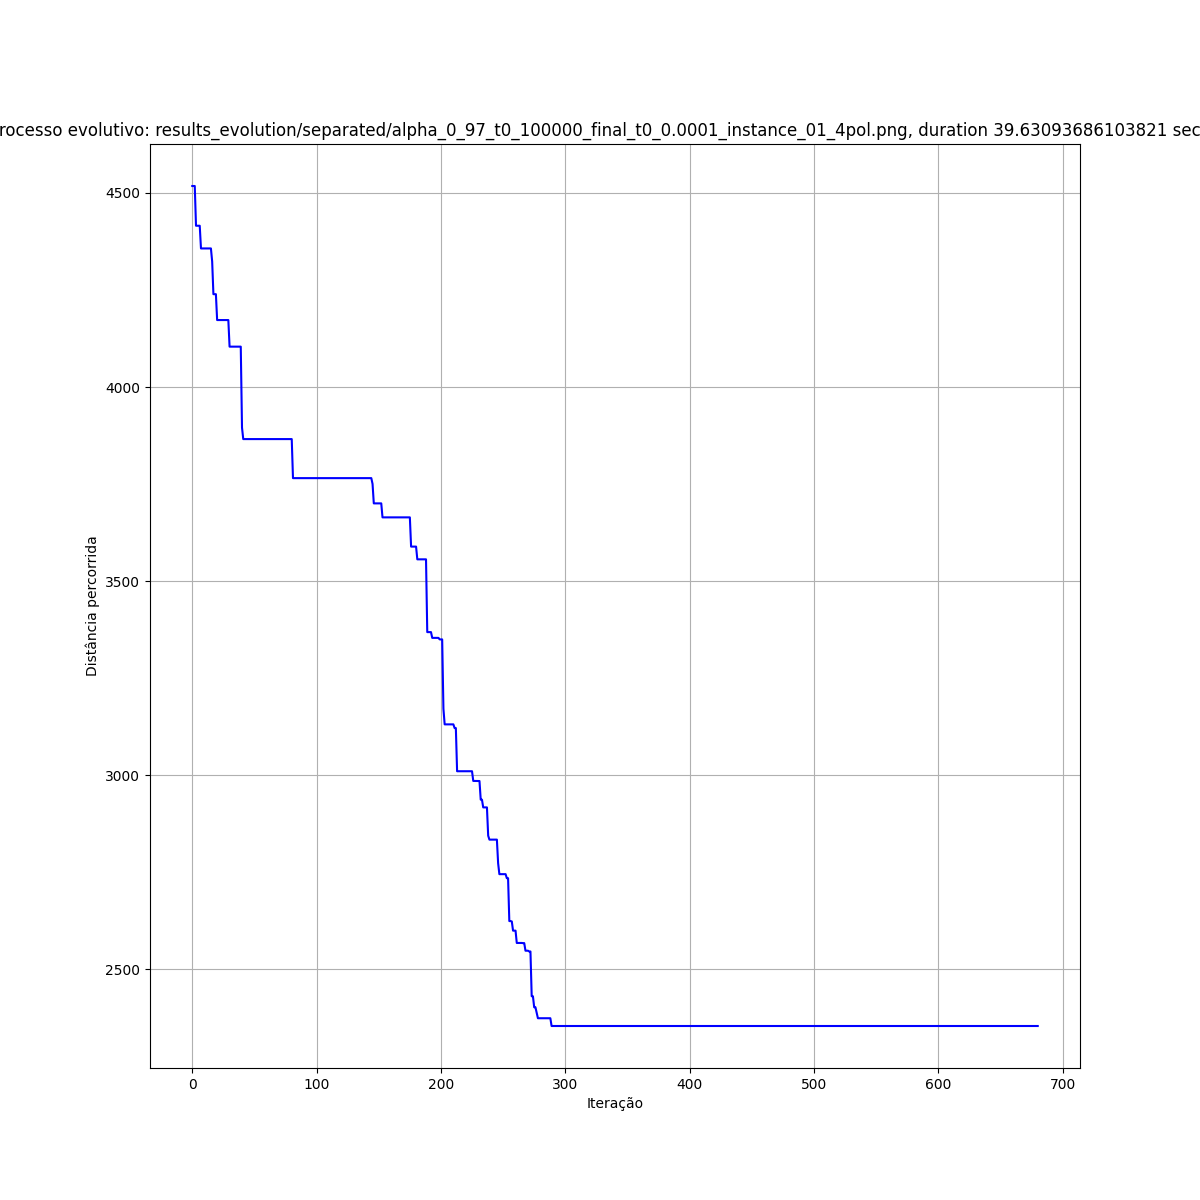 rocesso evolutivo: results_evolution/separated/alpha_0_97_t0_100000_final_t0_0.0001_instance_01_4pol.png, duration 39.63093686103821 sec
4500
4000
3500
3000
2500
Distância percorrida
0 100 200 300 400 500 600 700
Iteração